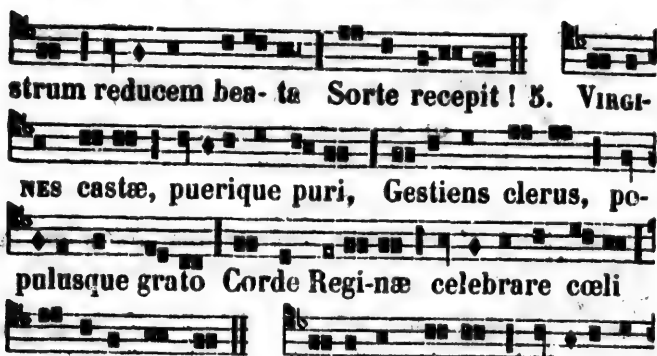 strum reducem bea- ta Sorte recepit ! 5. VIRGI-
NES castæ, puerique puri, Gestiens clerus, po-
pulusque grato Corde Regi-næ celebrare cœli